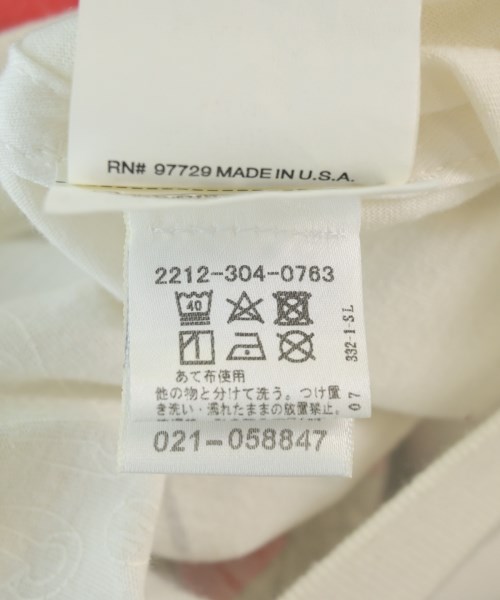 RN# 97729 MADE IN U.S.A.
2212-304-0763
40
あて布使用
他の物と分けて洗う。つけ置
き洗い・濡れたままの放置禁止。
021-058847
07 332-1-SL